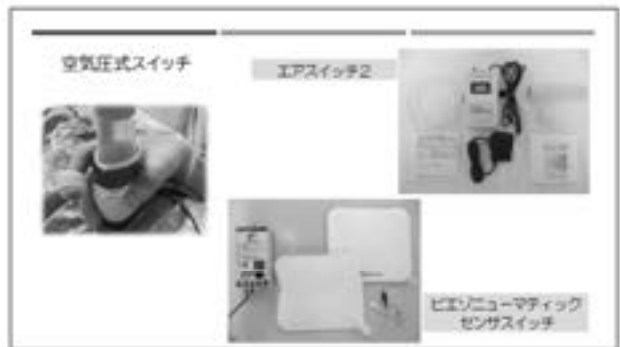 空気圧式スイッチ
エアスイッチ2
ピエゾニューマティック
センサスイッチ